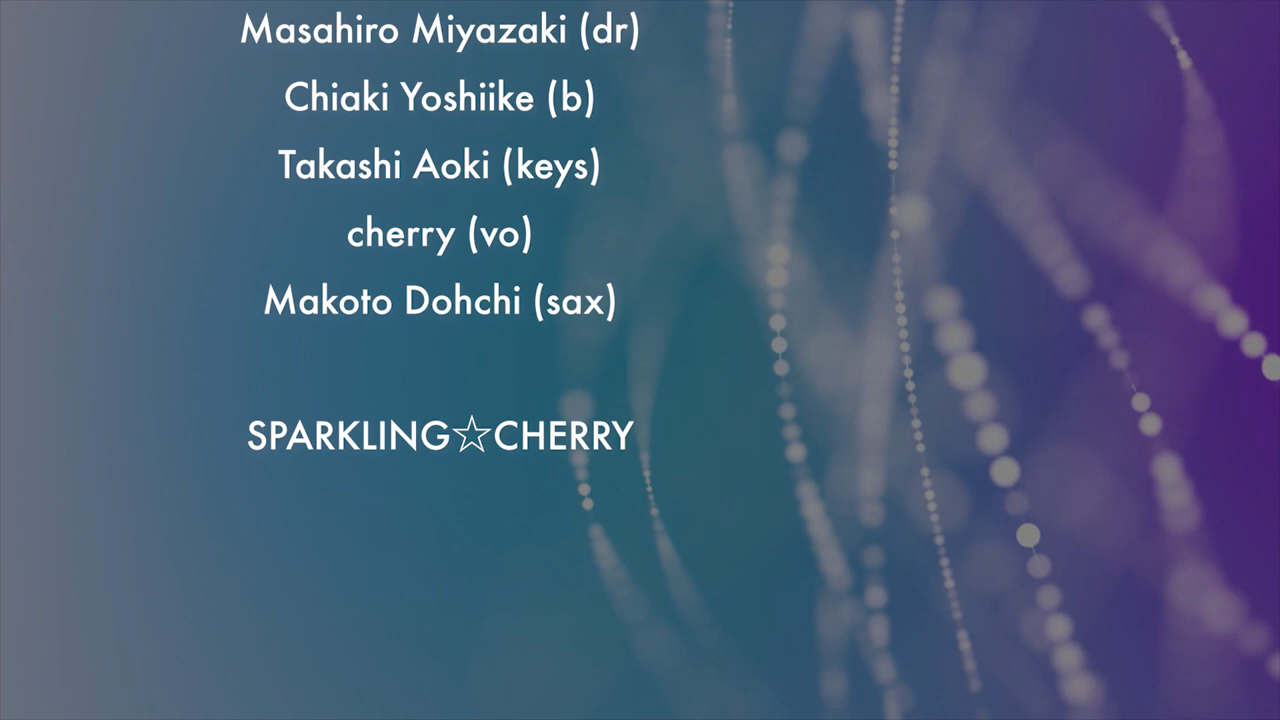 Masahiro Miyazaki (dr)
Chiaki Yoshiike (b)
Takashi Aoki (keys)
cherry (vo)
Makoto Dohchi (sax)
SPARKLING☆CHERRY